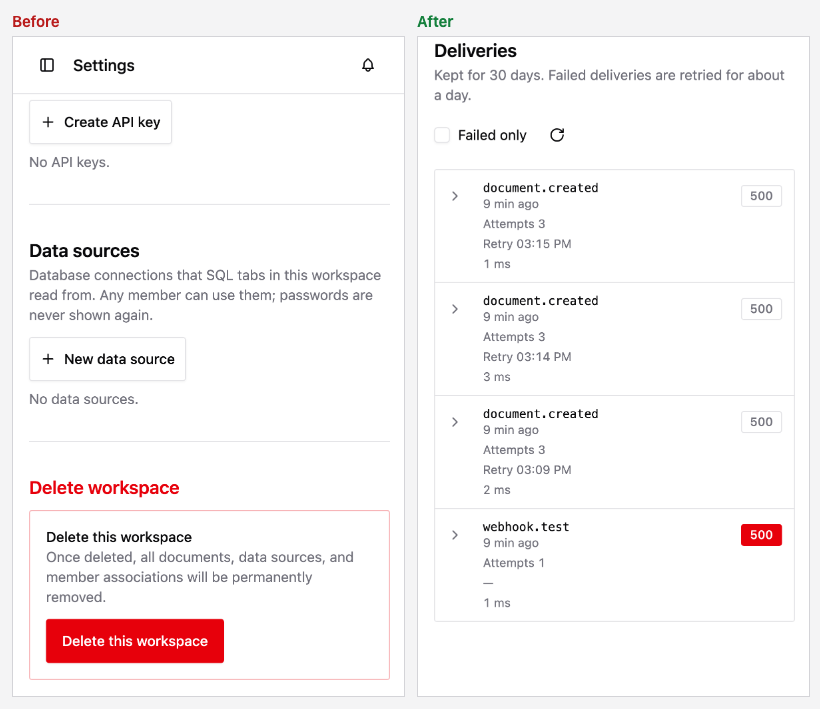 Before
Settings
Create API key
No API keys.
Data sources
Database connections that SQL tabs in this workspace
read from. Any member can use them; passwords are
never shown again.
New data source
No data sources.
Delete workspace
Delete this workspace
Once deleted, all documents, data sources, and
member associations will be permanently
removed.
Delete this workspace
After
Deliveries
Kept for 30 days. Failed deliveries are retried for about
a day.
Failed only
document.created
500
9 min ago
Attempts 3
Retry 03:15 PM
1 ms
document.created
500
9 min ago
Attempts 3
Retry 03:14 PM
3 ms
document.created
500
9 min ago
Attempts 3
Retry 03:09 PM
2 ms
webhook.test
500
9 min ago
Attempts 1
—
1 ms